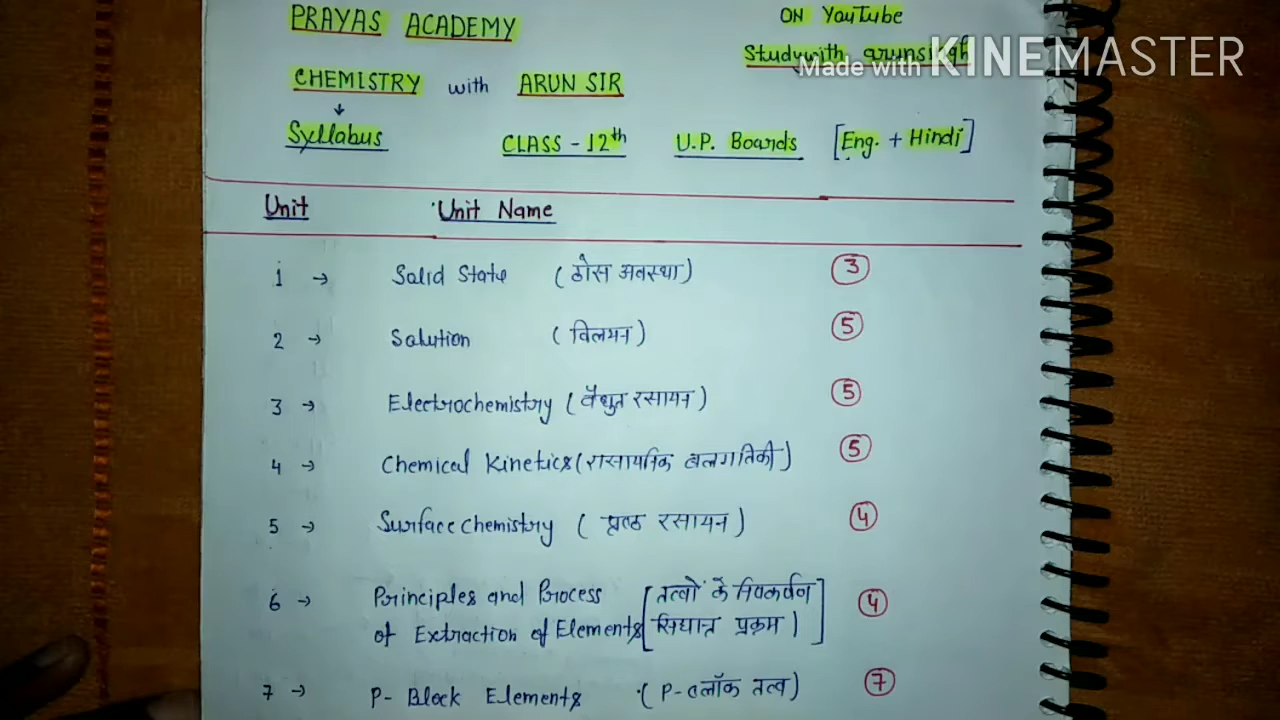 PRAYAS ACADEMY
ON YouTube
Studywith arunsingh
Made with KINEMASTER
CHEMISTRY with ARUN SIR
↓
Syllabus CLASS - 12th U.P. Boards [Eng. + Hindi]
Unit Unit Name
1 → Solid State (ठोस अवस्था) 3
2 → Solution (विलयन) 5
3 → Electrochemistry (वैधुत रसायन) 5
4 → Chemical Kinetics (रासायनिक बलगतिकी) 5
5 → Surface Chemistry (पृष्ठ रसायन) 4
6 → Principles and Process [तत्वों के निष्कर्षण
of Extraction of Elements सिधान्त प्रक्रम] 4
7 → P- Block Elements (P-ब्लॉक तत्व) 7